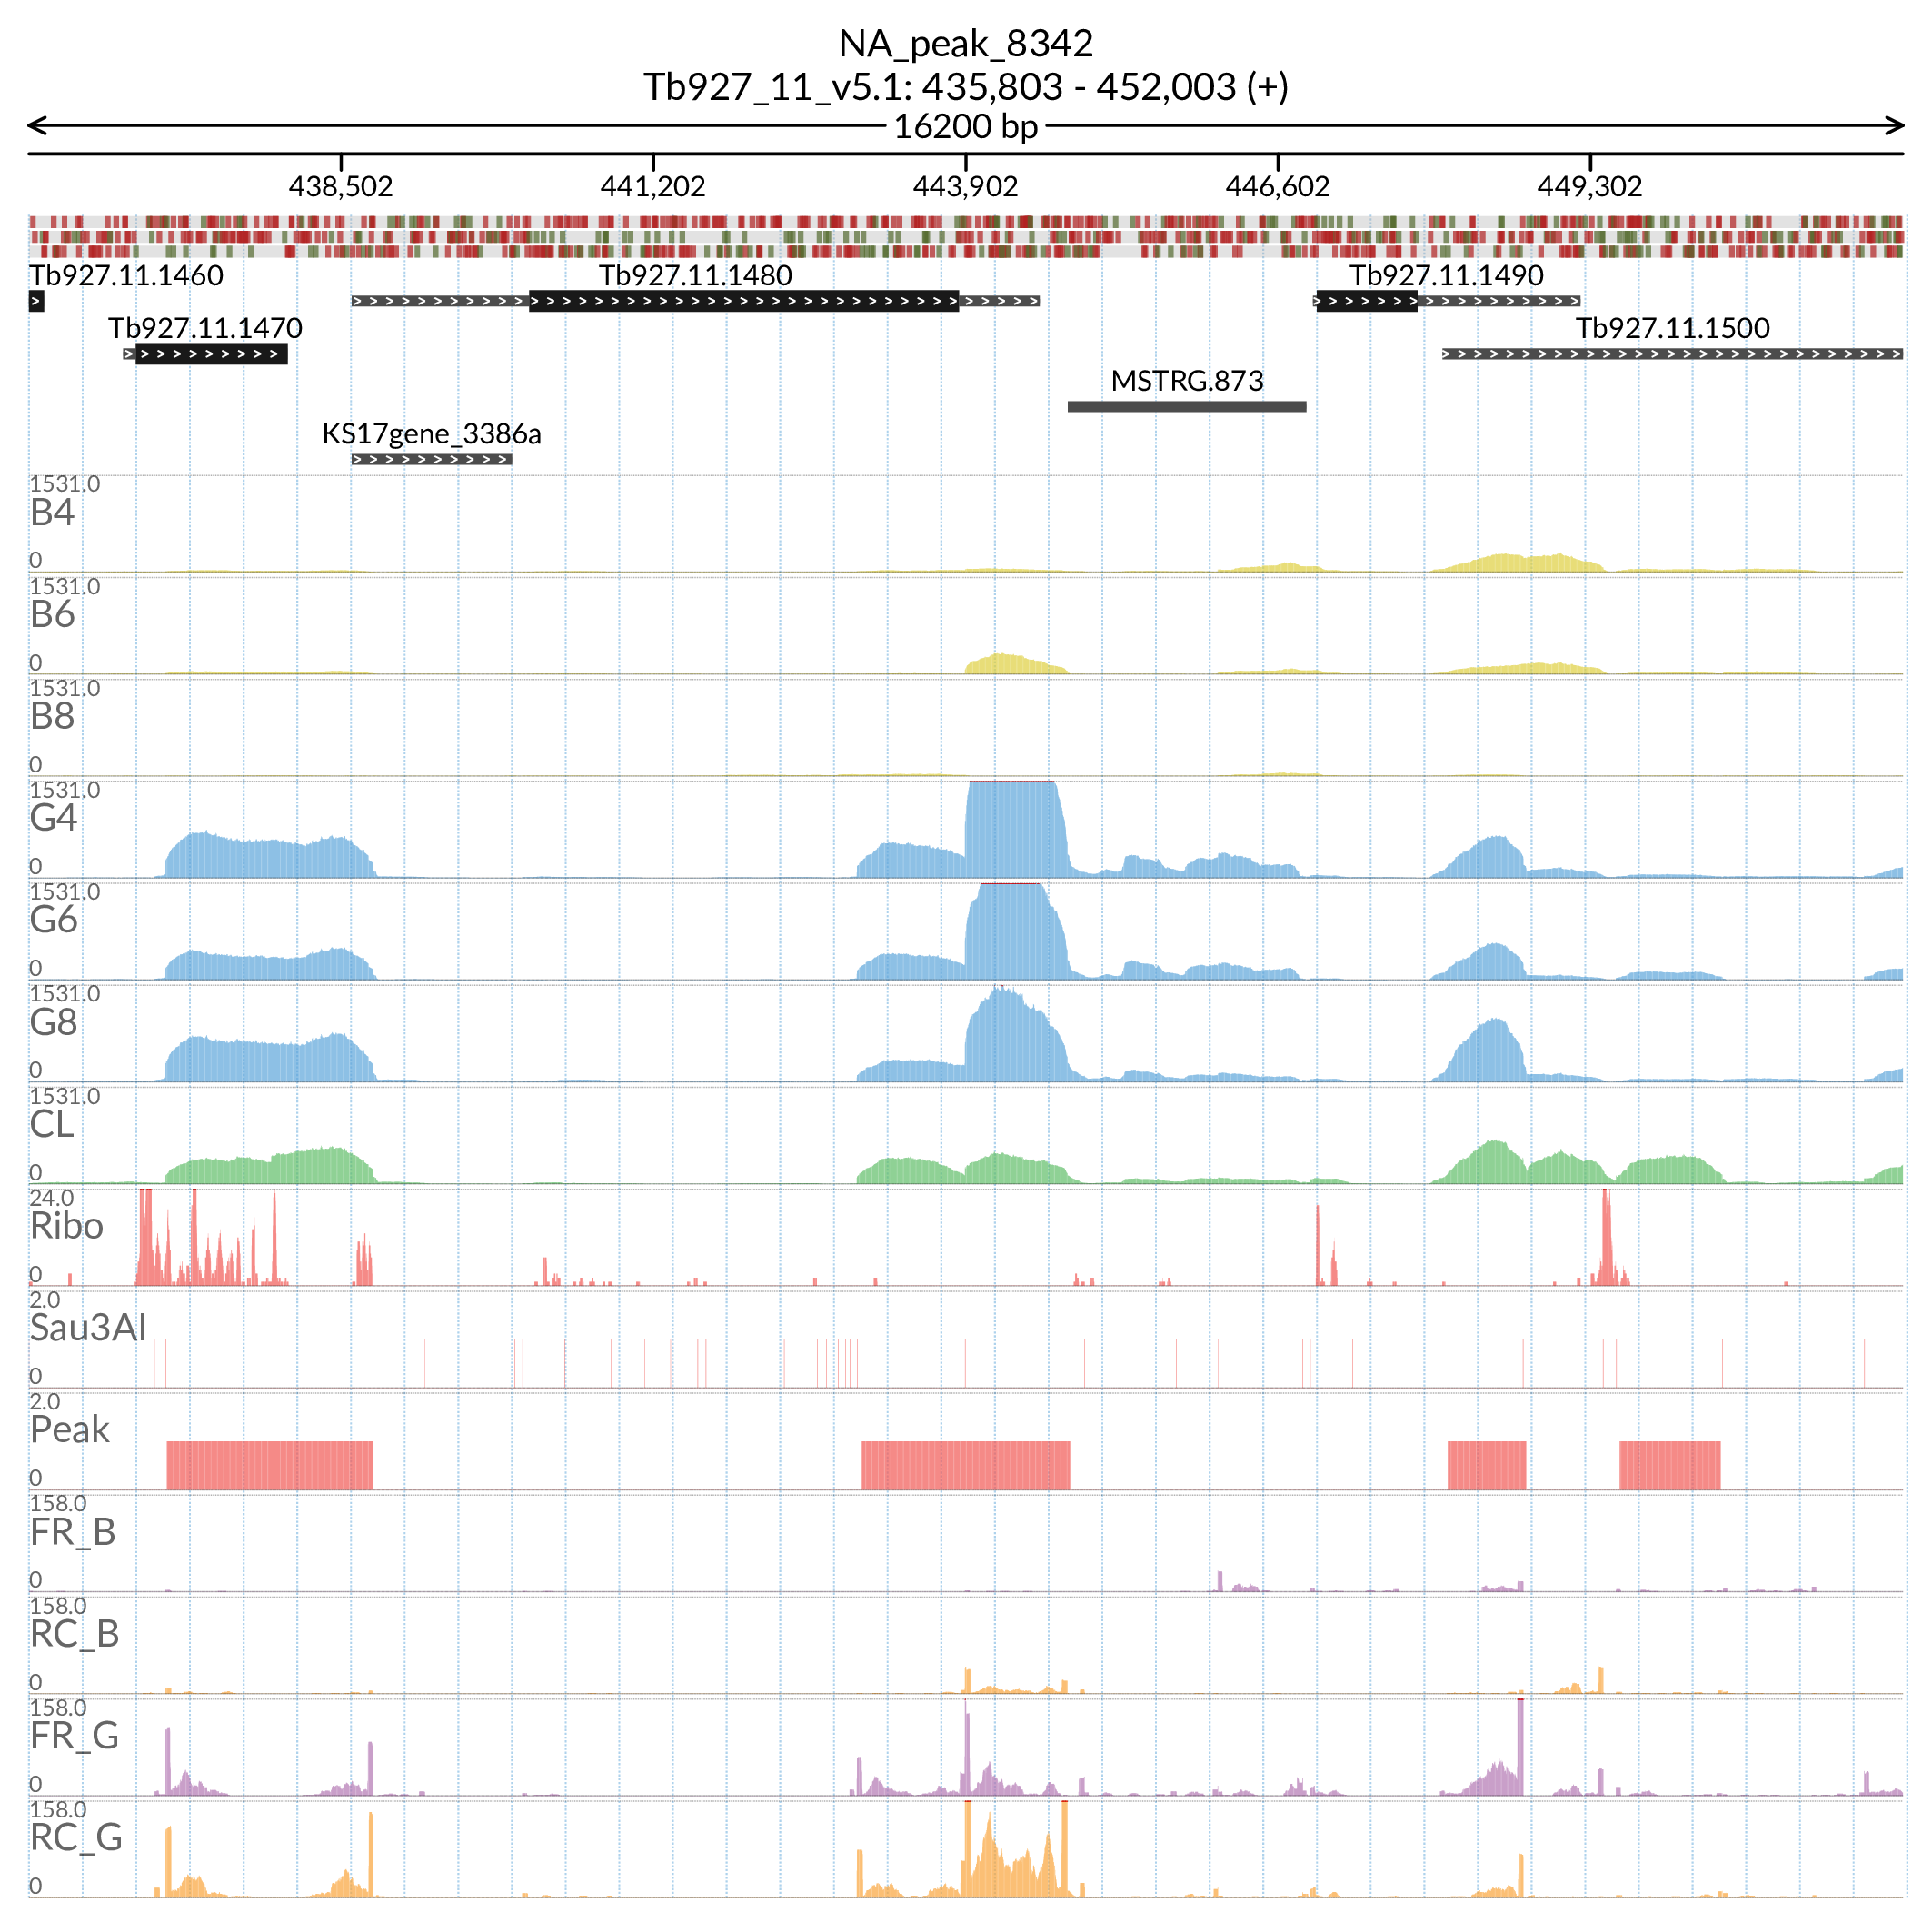 NA_peak_8342
Tb927_11_v5.1: 435,803 - 452,003 (+)
16200 bp
438,502 441,202 443,902 446,602 449,302
Tb927.11.1460 Tb927.11.1480 Tb927.11.1490
Tb927.11.1470 Tb927.11.1500
MSTRG.873
KS17gene_3386a
1531.0
B4
0
1531.0
B6
0
1531.0
B8
0
1531.0
G4
0
1531.0
G6
0
1531.0
G8
0
1531.0
CL
0
24.0
Ribo
0
2.0
Sau3AI
0
2.0
Peak
0
158.0
FR_B
0
158.0
RC_B
0
158.0
FR_G
0
158.0
RC_G
0